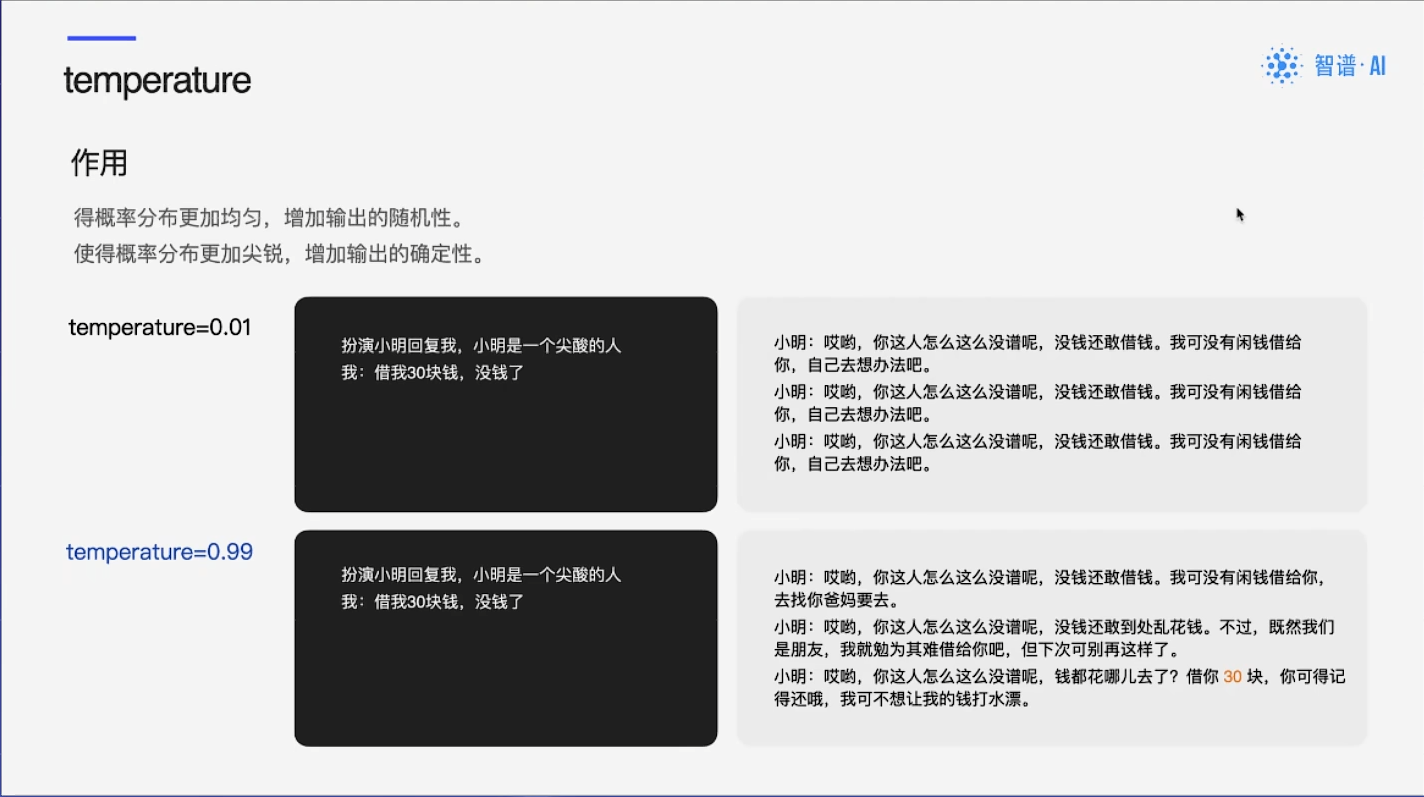 temperature
智谱·AI
作用
得概率分布更加均匀，增加输出的随机性。
使得概率分布更加尖锐，增加输出的确定性。
temperature=0.01
扮演小明回复我，小明是一个尖酸的人
我：借我30块钱，没钱了
小明：哎哟，你这人怎么这么没谱呢，没钱还敢借钱。我可没有闲钱借给
你，自己去想办法吧。
小明：哎哟，你这人怎么这么没谱呢，没钱还敢借钱。我可没有闲钱借给
你，自己去想办法吧。
小明：哎哟，你这人怎么这么没谱呢，没钱还敢借钱。我可没有闲钱借给
你，自己去想办法吧。
temperature=0.99
扮演小明回复我，小明是一个尖酸的人
我：借我30块钱，没钱了
小明：哎哟，你这人怎么这么没谱呢，没钱还敢借钱。我可没有闲钱借给你，
去找你爸妈要去。
小明：哎哟，你这人怎么这么没谱呢，没钱还敢到处乱花钱。不过，既然我们
是朋友，我就勉为其难借给你吧，但下次可别再这样了。
小明：哎哟，你这人怎么这么没谱呢，钱都花哪儿去了？借你 30 块，你可得记
得还哦，我可不想让我的钱打水漂。